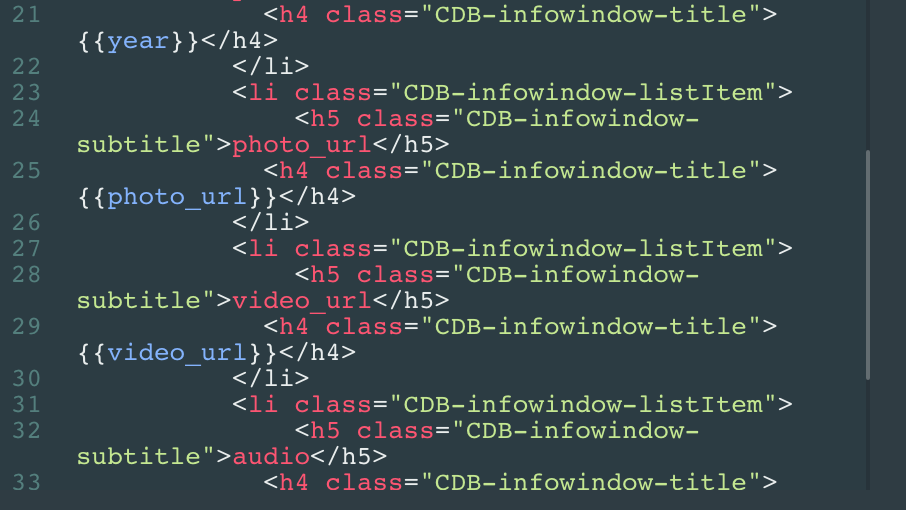 21 <h4 class="CDB-infowindow-title">
{{year}}</h4>
22 </li>
23 <li class="CDB-infowindow-listItem">
24 <h5 class="CDB-infowindow-
subtitle">photo_url</h5>
25 <h4 class="CDB-infowindow-title">
{{photo_url}}</h4>
26 </li>
27 <li class="CDB-infowindow-listItem">
28 <h5 class="CDB-infowindow-
subtitle">video_url</h5>
29 <h4 class="CDB-infowindow-title">
{{video_url}}</h4>
30 </li>
31 <li class="CDB-infowindow-listItem">
32 <h5 class="CDB-infowindow-
subtitle">audio</h5>
33 <h4 class="CDB-infowindow-title">